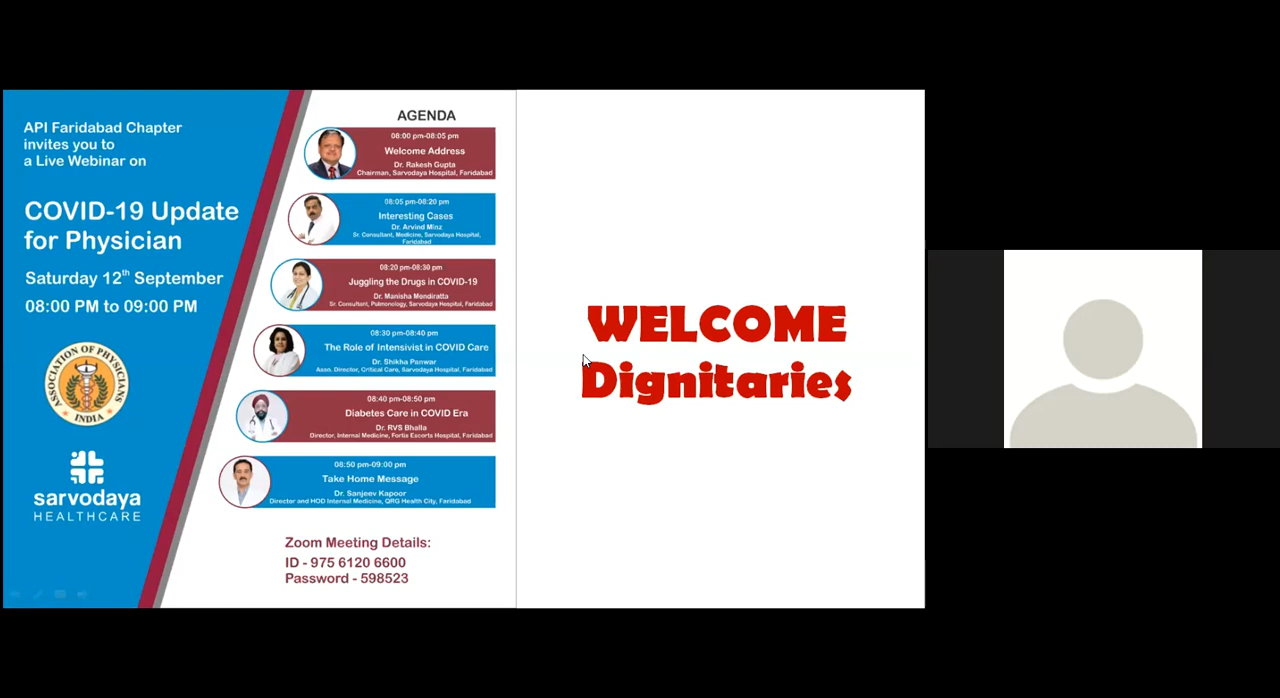 API Faridabad Chapter
invites you to
a Live Webinar on
COVID-19 Update
for Physician
Saturday 12th September
08:00 PM to 09:00 PM
ASSOCIATION OF PHYSICIANS
INDIA
sarvodaya
HEALTHCARE
AGENDA
08:00 pm-08:05 pm
Welcome Address
Dr. Rakesh Gupta
Chairman, Sarvodaya Hospital, Faridabad
08:05 pm-08:20 pm
Interesting Cases
Dr. Arvind Minz
Sr. Consultant, Medicine, Sarvodaya Hospital,
Faridabad
08:20 pm-08:30 pm
Juggling the Drugs in COVID-19
Dr. Manisha Mendiratta
Sr. Consultant, Pulmonology, Sarvodaya Hospital, Faridabad
08:30 pm-08:40 pm
The Role of Intensivist in COVID Care
Dr. Shikha Panwar
Assn. Director, Critical Care, Sarvodaya Hospital, Faridabad
08:40 pm-08:50 pm
Diabetes Care in COVID Era
Dr. RVS Bhalla
Director, Internal Medicine, Fortis Escorts Hospital, Faridabad
08:50 pm-09:00 pm
Take Home Message
Dr. Sanjeev Kapoor
Director and HOD Internal Medicine, QRG Health City, Faridabad
Zoom Meeting Details:
ID - 975 6120 6600
Password - 598523
WELCOME
Dignitaries